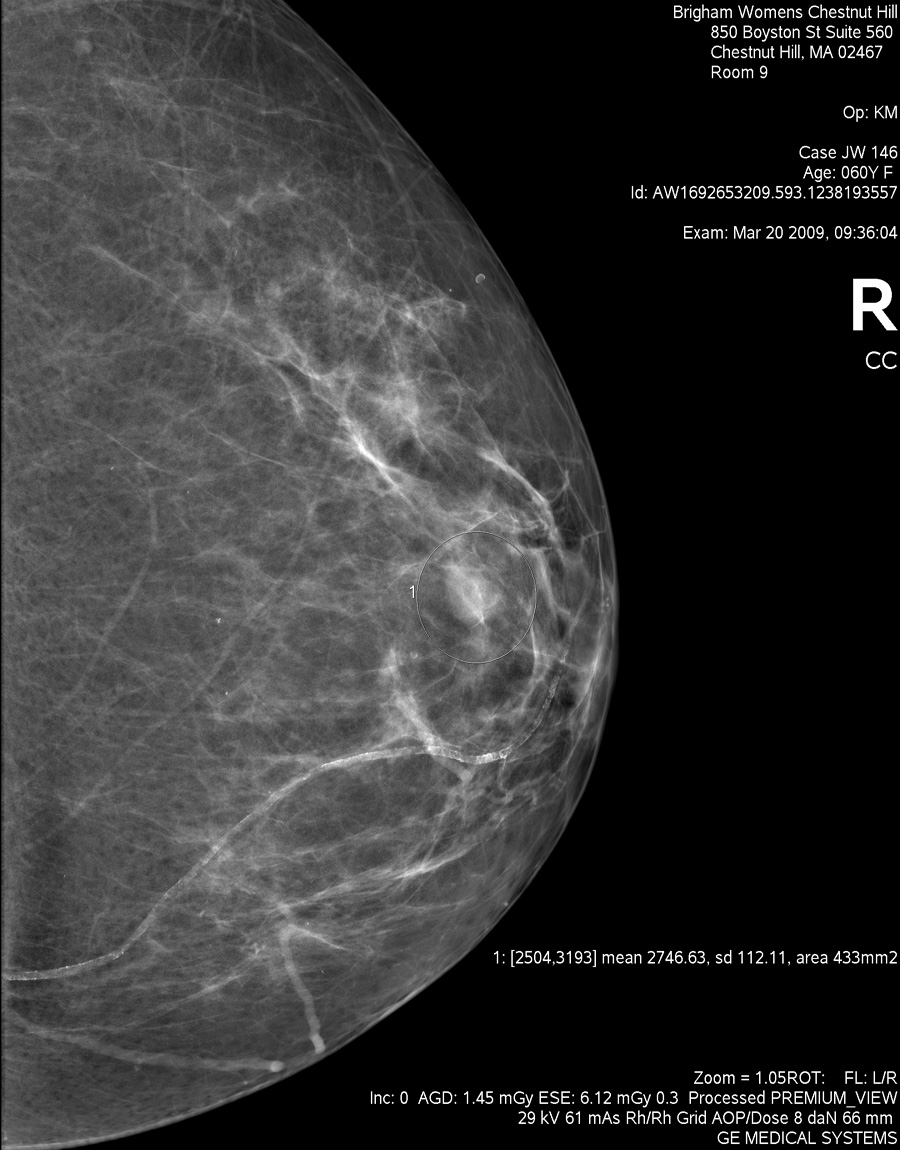 Brigham Womens Chestnut Hill
850 Boyston St Suite 560
Chestnut Hill, MA 02467
Room 9
Op: KM
Case JW 146
Age: 060Y F
Id: AW1692653209.593.1238193557
Exam: Mar 20 2009, 09:36:04
R
CC
1
1: [2504,3193] mean 2746.63, sd 112.11, area 433mm2
Zoom = 1.05ROT: FL: L/R
Inc: 0 AGD: 1.45 mGy ESE: 6.12 mGy 0.3 Processed PREMIUM_VIEW
29 kV 61 mAs Rh/Rh Grid AOP/Dose 8 daN 66 mm
GE MEDICAL SYSTEMS